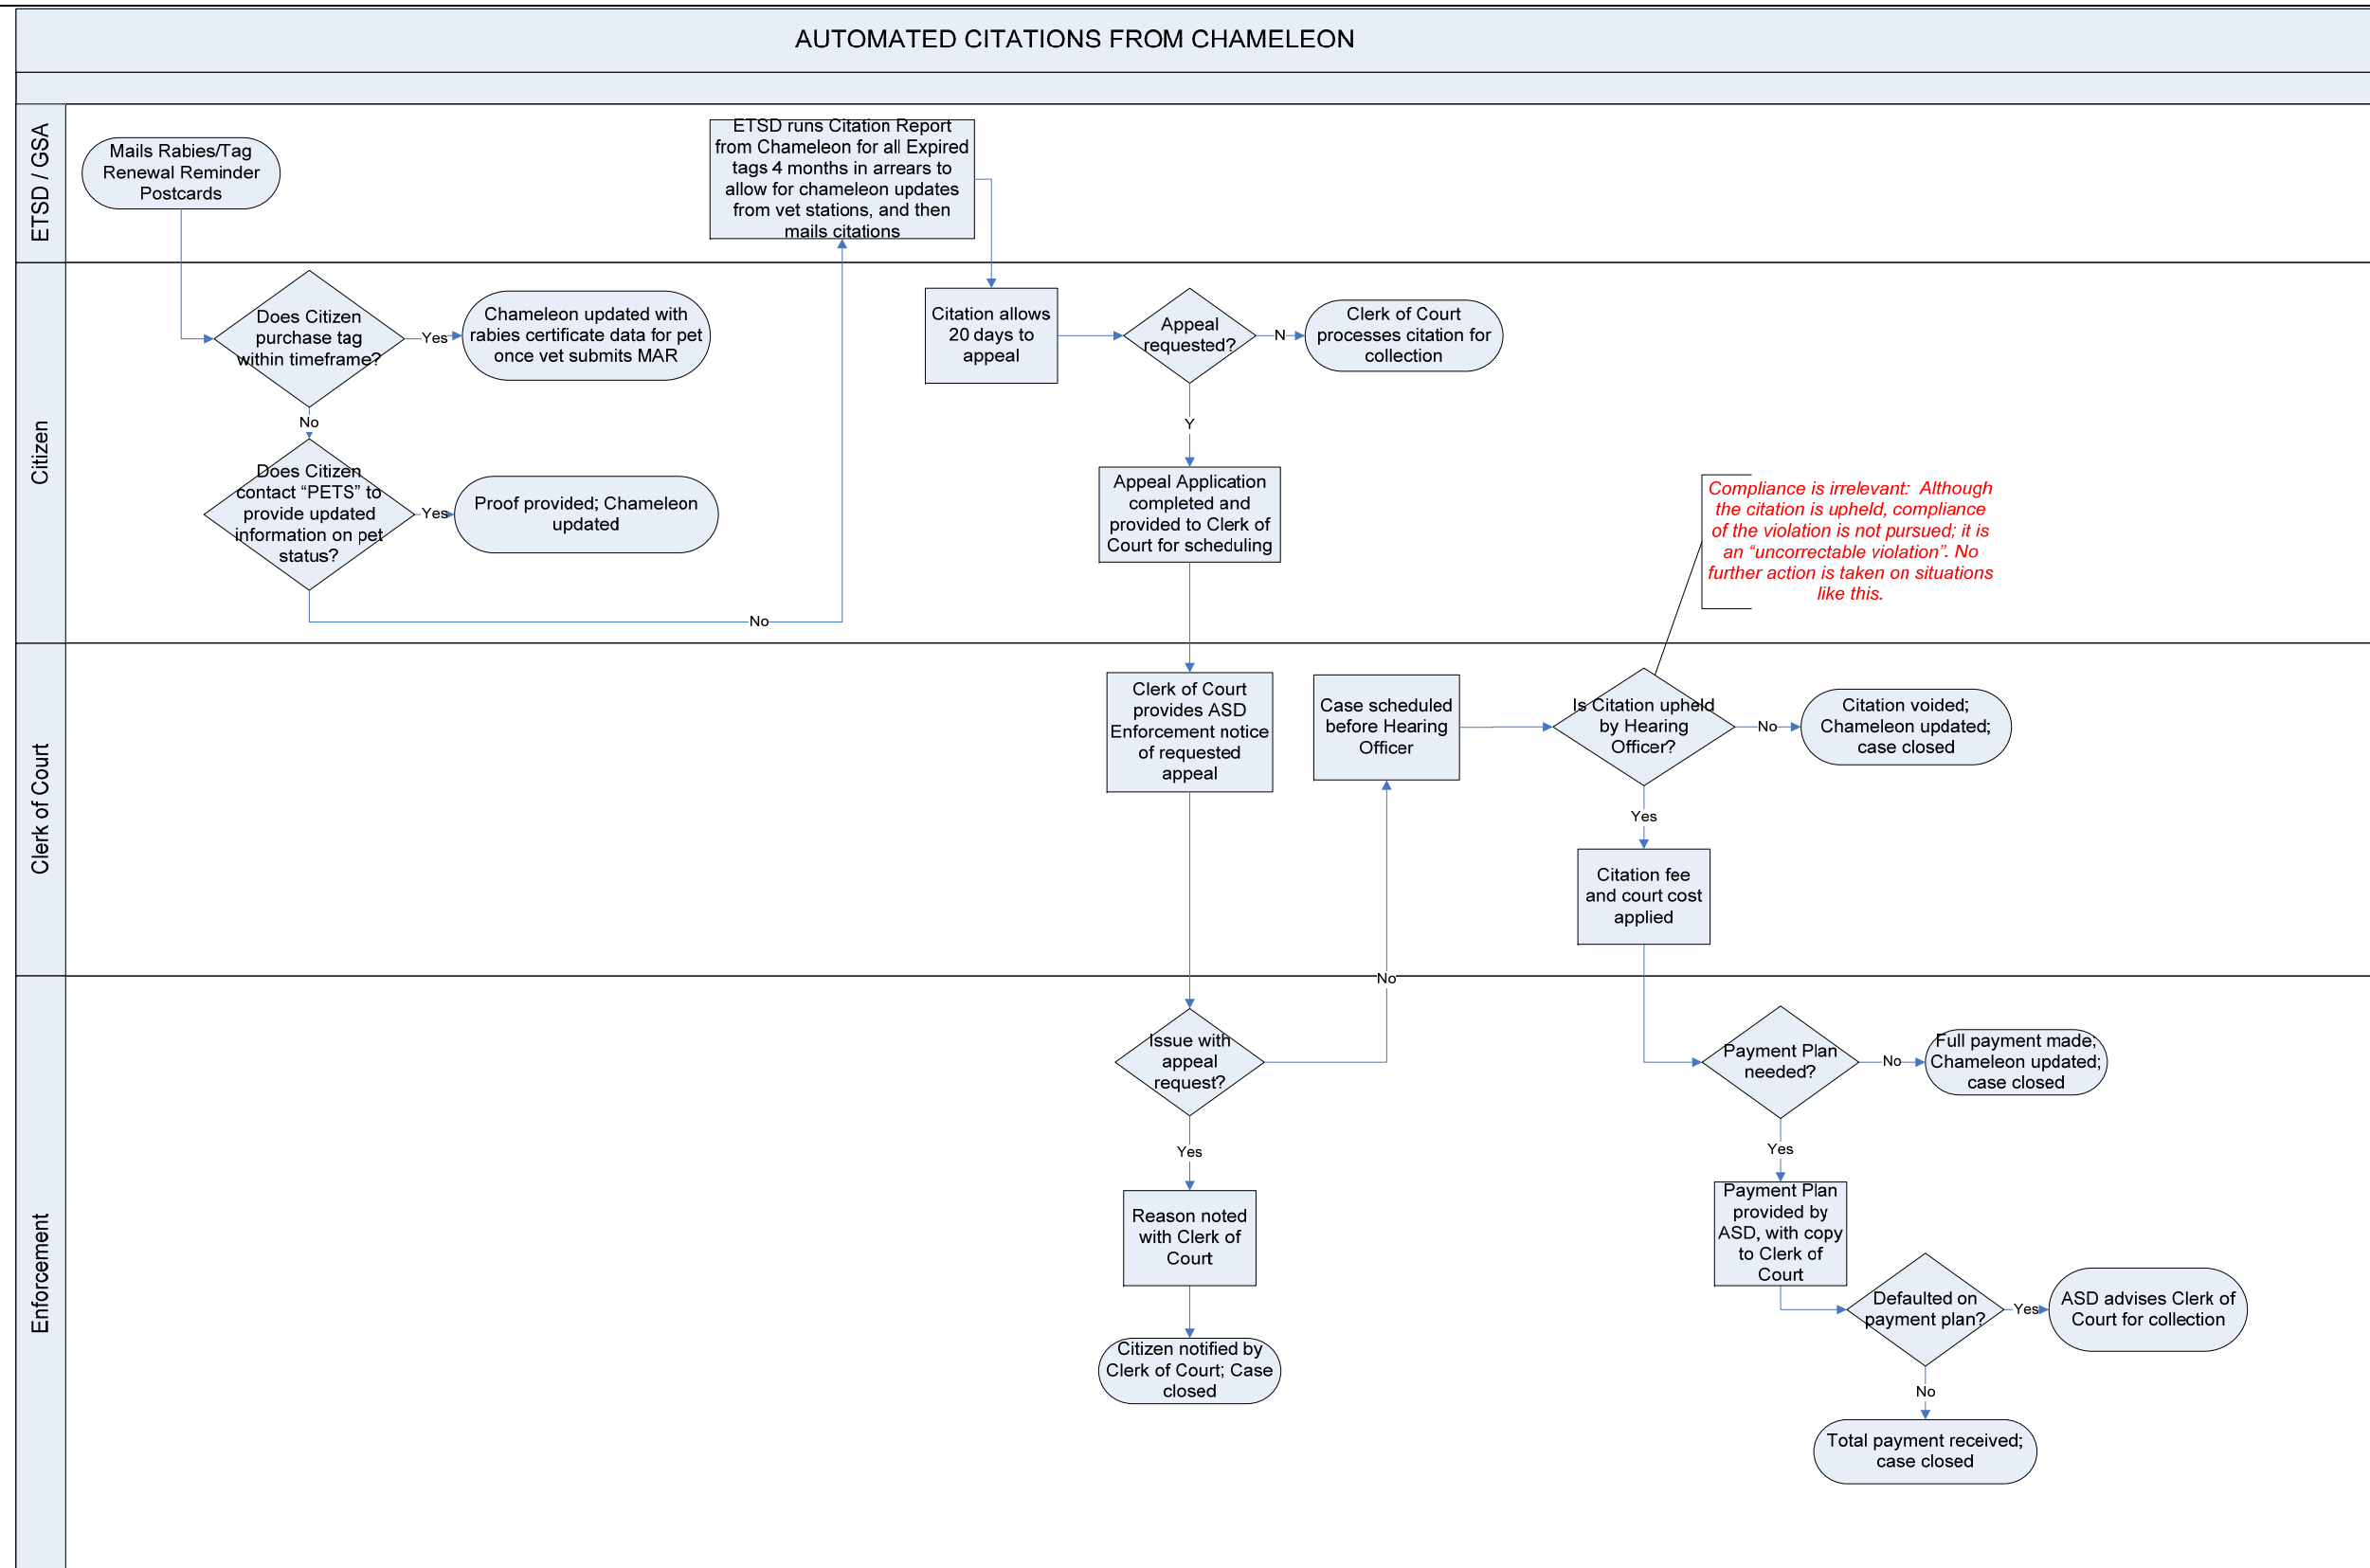 AUTOMATED CITATIONS FROM CHAMELEON
ETSD / GSA
Mails Rabies/Tag
Renewal Reminder
Postcards
ETSD runs Citation Report
from Chameleon for all Expired
tags 4 months in arrears to
allow for chameleon updates
from vet stations, and then
mails citations
Citizen
Does Citizen
purchase tag
within timeframe?
Yes
Chameleon updated with
rabies certificate data for pet
once vet submits MAR
No
Does Citizen
contact “PETS” to
provide updated
information on pet
status?
Yes
Proof provided; Chameleon
updated
No
Citation allows
20 days to
appeal
Appeal
requested?
N
Clerk of Court
processes citation for
collection
Y
Appeal Application
completed and
provided to Clerk of
Court for scheduling
Compliance is irrelevant:  Although
the citation is upheld, compliance
of the violation is not pursued; it is
an “uncorrectable violation”. No
further action is taken on situations
like this.
Clerk of Court
Clerk of Court
provides ASD
Enforcement notice
of requested
appeal
Case scheduled
before Hearing
Officer
Is Citation upheld
by Hearing
Officer?
No
Citation voided;
Chameleon updated;
case closed
Yes
Citation fee
and court cost
applied
No
Enforcement
Issue with
appeal
request?
Yes
Reason noted
with Clerk of
Court
Citizen notified by
Clerk of Court; Case
closed
Payment Plan
needed?
No
Full payment made;
Chameleon updated;
case closed
Yes
Payment Plan
provided by
ASD, with copy
to Clerk of
Court
Defaulted on
payment plan?
Yes
ASD advises Clerk of
Court for collection
No
Total payment received;
case closed